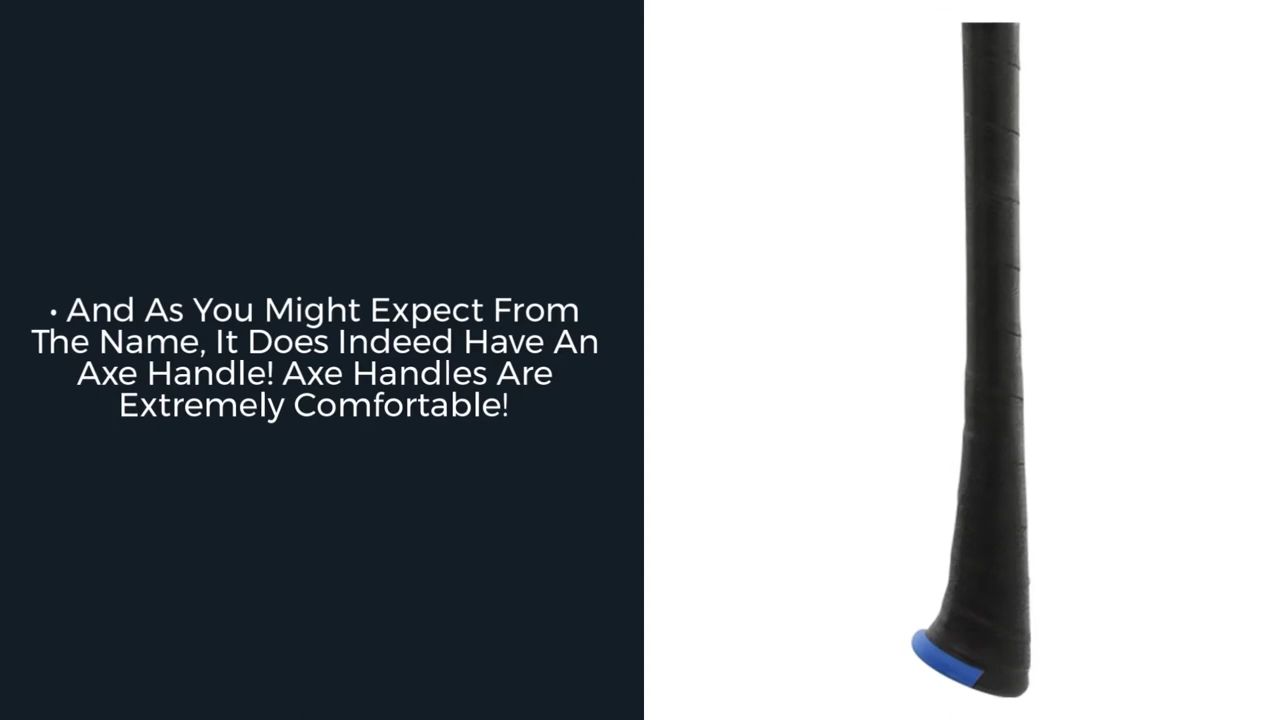 • And As You Might Expect From
The Name, It Does Indeed Have An
Axe Handle! Axe Handles Are
Extremely Comfortable!